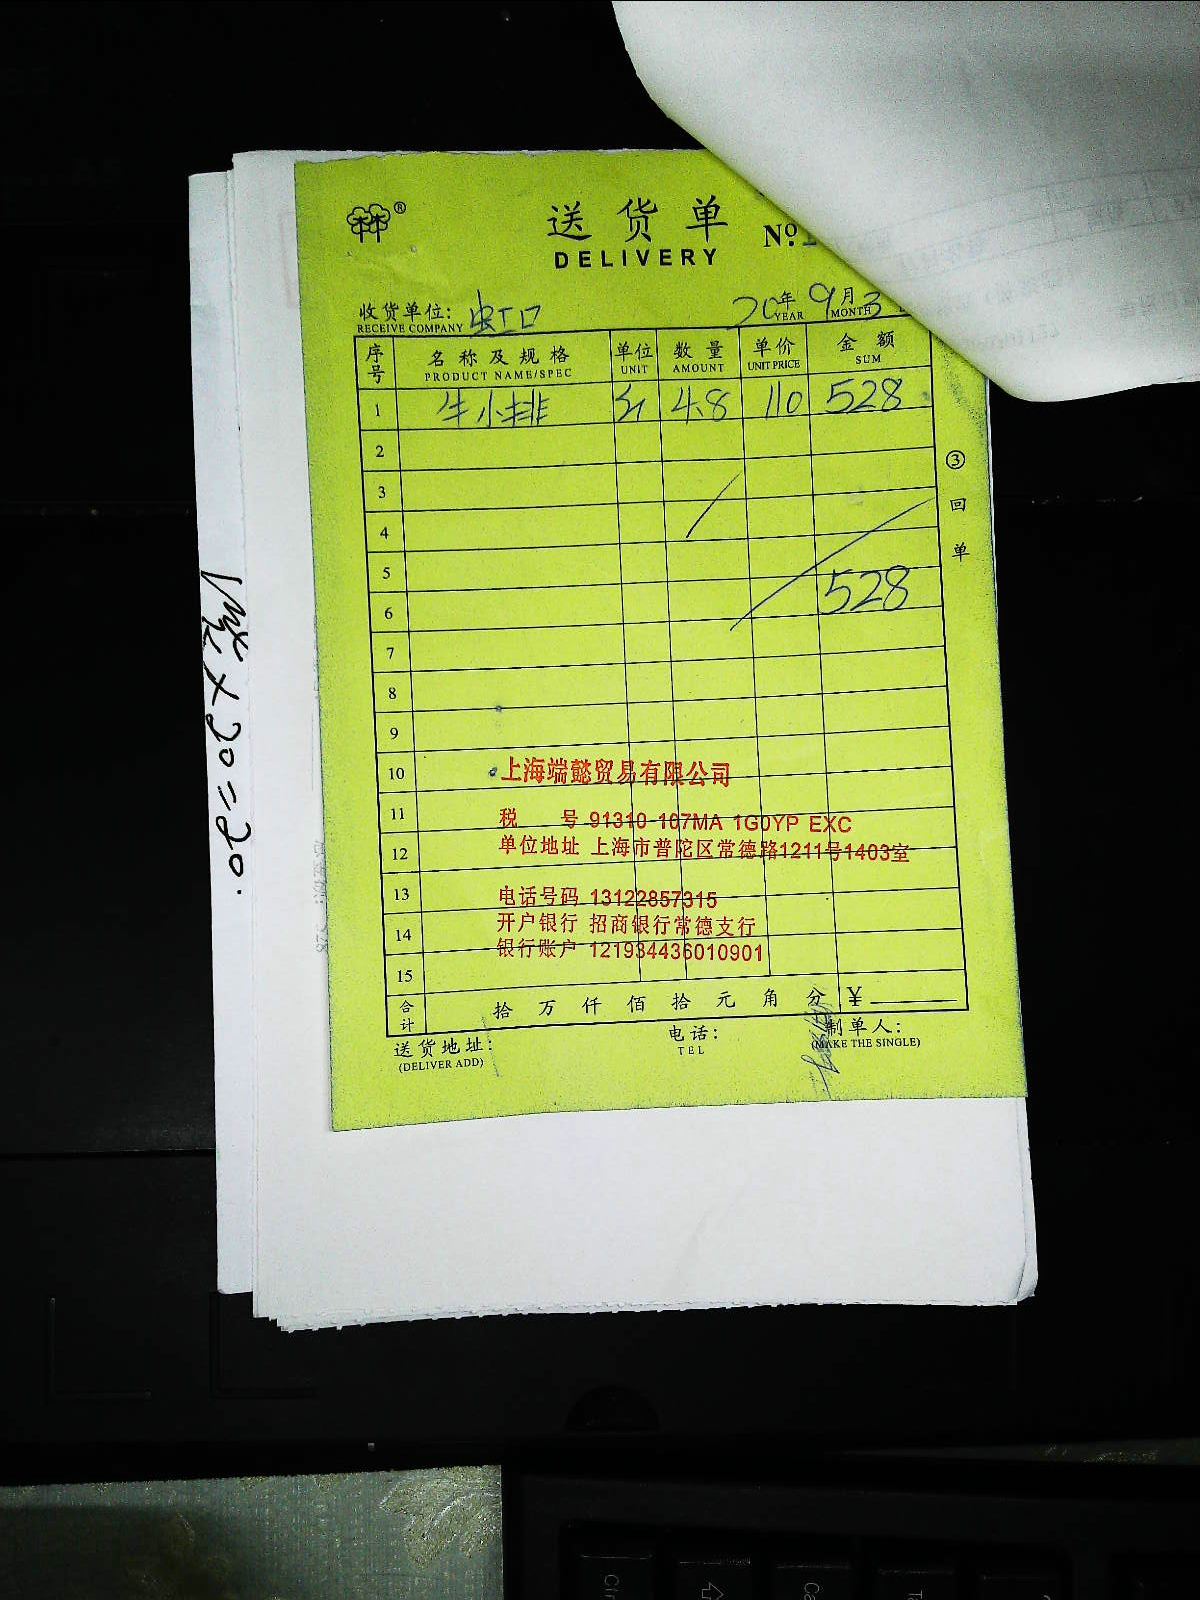 林林®
送货单
DELIVERY
№
收货单位: 虹口 20年 9月 3
RECEIVE COMPANY YEAR MONTH
序号 名称及规格 单位 数量 单价 金额
PRODUCT NAME/SPEC UNIT AMOUNT UNIT PRICE SUM
1 牛小排 4.8 110 528
2
3
4
5
6 528
7
8
9
10
11
12
13
14
15
③回单
上海端懿贸易有限公司
税 号 91310 107MA 1G0YP EXC
单位地址 上海市普陀区常德路1211号1403室
电话号码 13122857315
开户银行 招商银行常德支行
银行账户 121934436010901
合计 拾 万 仟 佰 拾 元 角 分 ¥
送货地址: 电话: 制单人:
(DELIVER ADD) TEL (MAKE THE SINGLE)
×20=20.